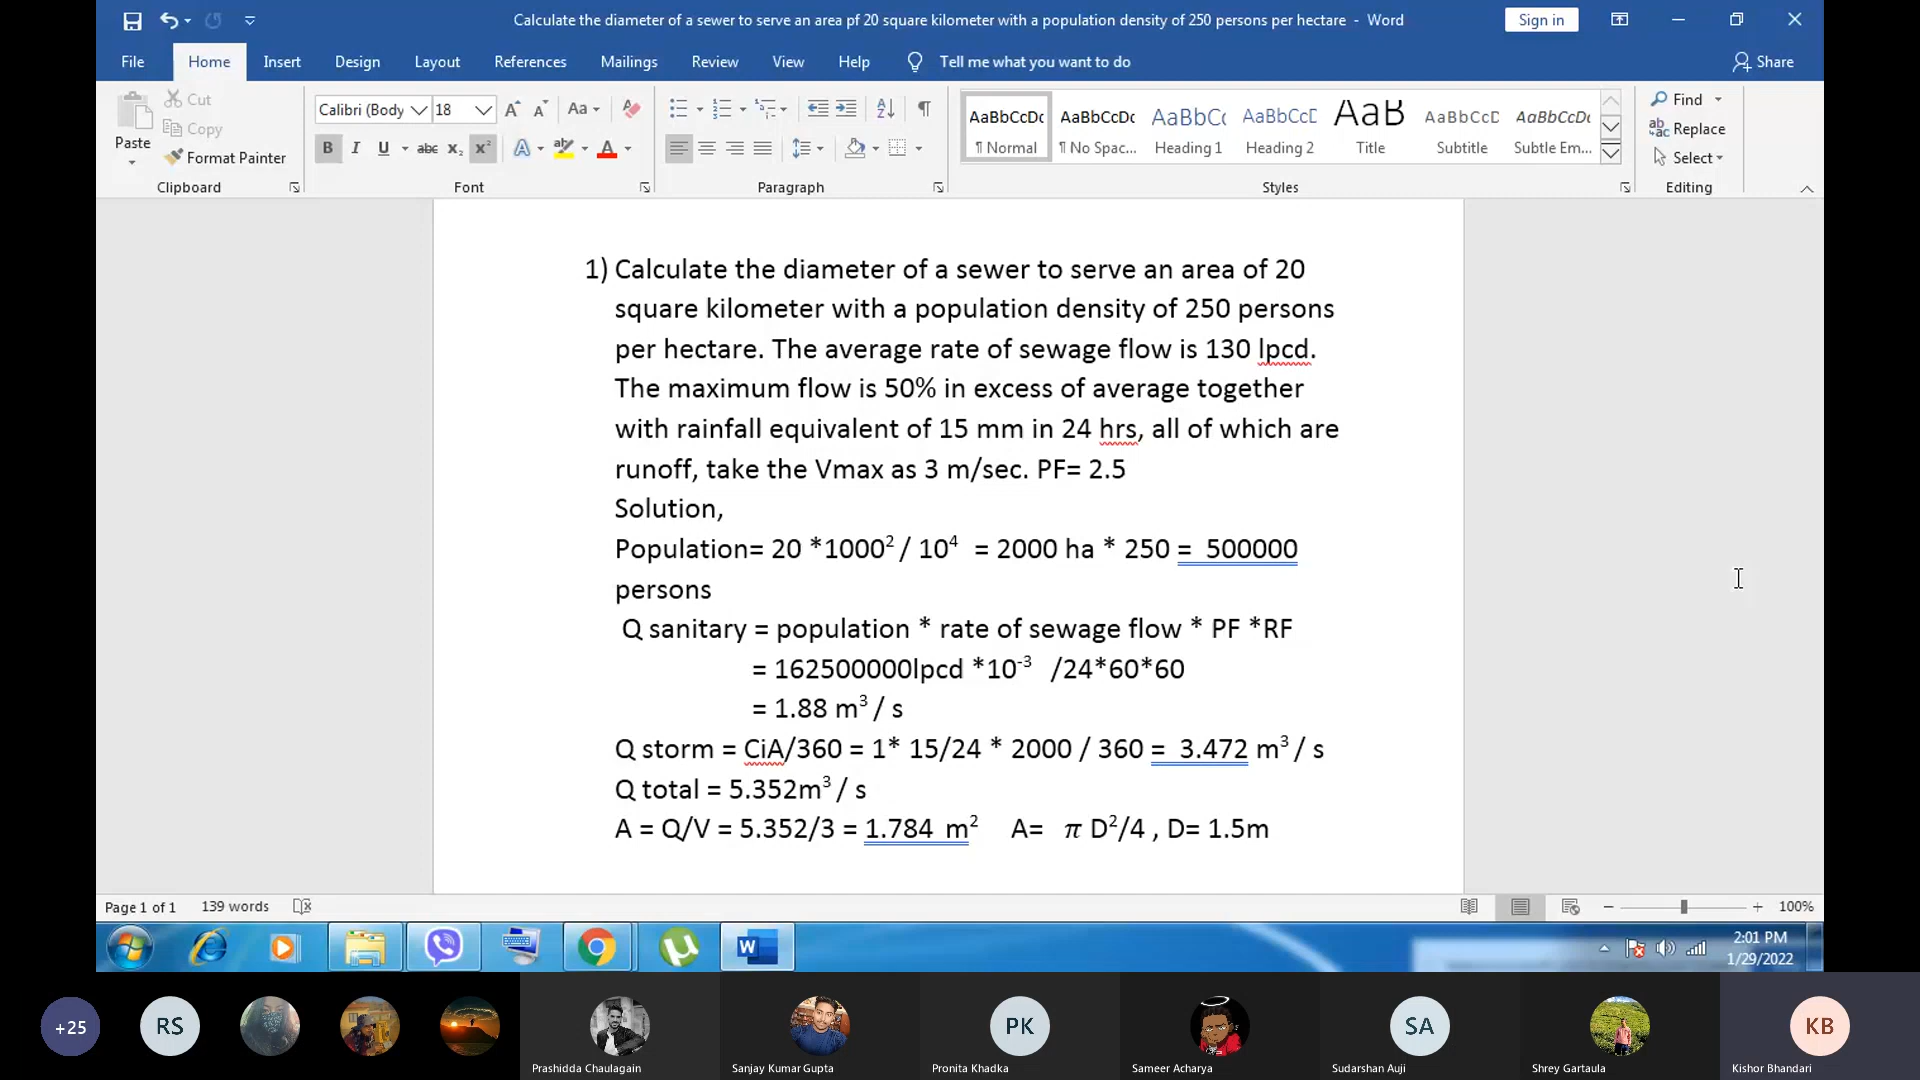 Calculate the diameter of a sewer to serve an area pf 20 square kilometer with a population density of 250 persons per hectare - Word
Sign in
File Home Insert Design Layout References Mailings Review View Help Tell me what you want to do Share
Paste
Cut
Copy
Format Painter
Clipboard
Calibri (Body 18
Font
Paragraph
AaBbCcDc ¶ Normal
AaBbCcDc ¶ No Spac...
AaBbCc Heading 1
AaBbCcD Heading 2
AaB Title
AaBbCcD Subtitle
AaBbCcDc Subtle Em...
Styles
Find
Replace
Select
Editing
1) Calculate the diameter of a sewer to serve an area of 20
square kilometer with a population density of 250 persons
per hectare. The average rate of sewage flow is 130 lpcd.
The maximum flow is 50% in excess of average together
with rainfall equivalent of 15 mm in 24 hrs, all of which are
runoff, take the Vmax as 3 m/sec. PF= 2.5
Solution,
Population= 20 *1000² / 10⁴ = 2000 ha * 250 = 500000
persons
Q sanitary = population * rate of sewage flow * PF *RF
= 162500000lpcd *10⁻³ /24*60*60
= 1.88 m³ / s
Q storm = CiA/360 = 1* 15/24 * 2000 / 360 = 3.472 m³ / s
Q total = 5.352m³ / s
A = Q/V = 5.352/3 = 1.784 m² A= π D²/4 , D= 1.5m
Page 1 of 1 139 words 100%
2:01 PM
1/29/2022
+25
RS
PK
SA
KB
Prashidda Chaulagain
Sanjay Kumar Gupta
Pronita Khadka
Sameer Acharya
Sudarshan Auji
Shrey Gartaula
Kishor Bhandari